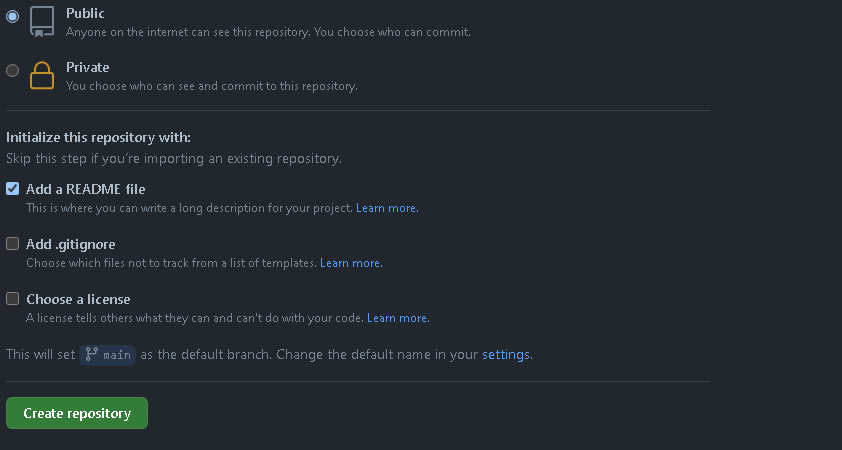 Public
Anyone on the internet can see this repository. You choose who can commit.
Private
You choose who can see and commit to this repository.
Initialize this repository with:
Skip this step if you're importing an existing repository.
Add a README file
This is where you can write a long description for your project. Learn more.
Add .gitignore
Choose which files not to track from a list of templates. Learn more.
Choose a license
A license tells others what they can and can't do with your code. Learn more.
This will set main as the default branch. Change the default name in your settings.
Create repository